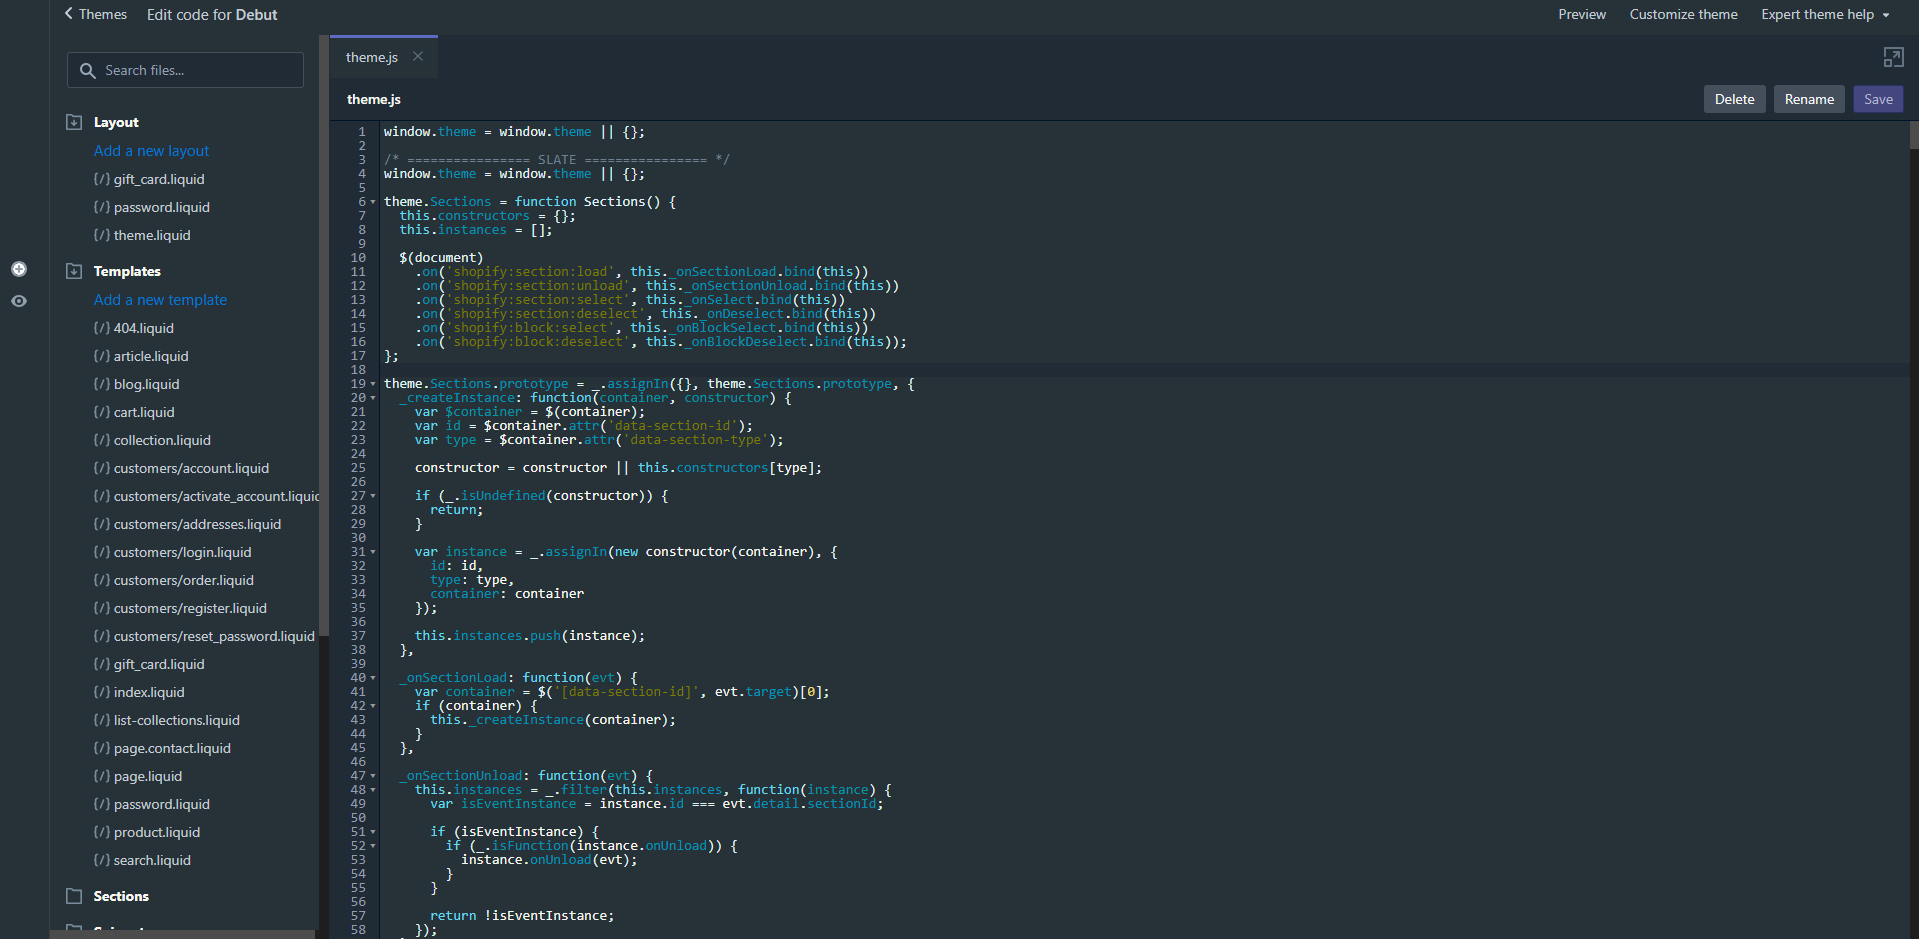 Themes
Edit code for Debut
Preview
Customize theme
Expert theme help
Search files...
Layout
Add a new layout
{/} gift_card.liquid
{/} password.liquid
{/} theme.liquid
Templates
Add a new template
{/} 404.liquid
{/} article.liquid
{/} blog.liquid
{/} cart.liquid
{/} collection.liquid
{/} customers/account.liquid
{/} customers/activate_account.liquid
{/} customers/addresses.liquid
{/} customers/login.liquid
{/} customers/order.liquid
{/} customers/register.liquid
{/} customers/reset_password.liquid
{/} gift_card.liquid
{/} index.liquid
{/} list-collections.liquid
{/} page.contact.liquid
{/} page.liquid
{/} password.liquid
{/} product.liquid
{/} search.liquid
Sections
theme.js
theme.js
Delete
Rename
Save
1 window.theme = window.theme || {};
2
3 /* ================ SLATE ================ */
4 window.theme = window.theme || {};
5
6 theme.Sections = function Sections() {
7 this.constructors = {};
8 this.instances = [];
9
10 $(document)
11 .on('shopify:section:load', this._onSectionLoad.bind(this))
12 .on('shopify:section:unload', this._onSectionUnload.bind(this))
13 .on('shopify:section:select', this._onSelect.bind(this))
14 .on('shopify:section:deselect', this._onDeselect.bind(this))
15 .on('shopify:block:select', this._onBlockSelect.bind(this))
16 .on('shopify:block:deselect', this._onBlockDeselect.bind(this));
17 };
18
19 theme.Sections.prototype = _.assignIn({}, theme.Sections.prototype, {
20 _createInstance: function(container, constructor) {
21 var $container = $(container);
22 var id = $container.attr('data-section-id');
23 var type = $container.attr('data-section-type');
24
25 constructor = constructor || this.constructors[type];
26
27 if (_.isUndefined(constructor)) {
28 return;
29 }
30
31 var instance = _.assignIn(new constructor(container), {
32 id: id,
33 type: type,
34 container: container
35 });
36
37 this.instances.push(instance);
38 },
39
40 _onSectionLoad: function(evt) {
41 var container = $('[data-section-id]', evt.target)[0];
42 if (container) {
43 this._createInstance(container);
44 }
45 },
46
47 _onSectionUnload: function(evt) {
48 this.instances = _.filter(this.instances, function(instance) {
49 var isEventInstance = instance.id === evt.detail.sectionId;
50
51 if (isEventInstance) {
52 if (_.isFunction(instance.onUnload)) {
53 instance.onUnload(evt);
54 }
55 }
56
57 return !isEventInstance;
58 });